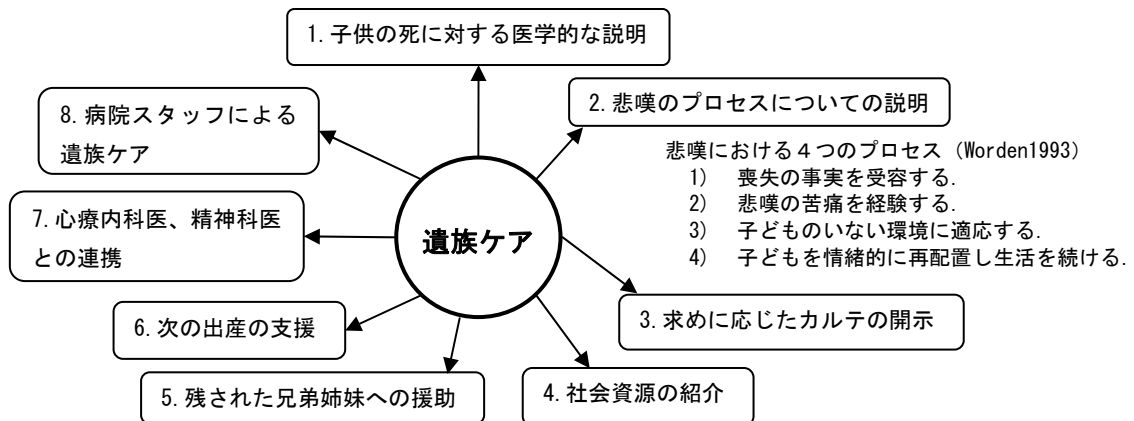 1.子供の死に対する医学的な説明
2.悲嘆のプロセスについての説明
悲嘆における４つのプロセス（Worden1993）
1) 喪失の事実を受容する.
2) 悲嘆の苦痛を経験する.
3) 子どものいない環境に適応する.
4) 子どもを情緒的に再配置し生活を続ける.
3.求めに応じたカルテの開示
4.社会資源の紹介
5.残された兄弟姉妹への援助
6.次の出産の支援
7.心療内科医、精神科医
との連携
8.病院スタッフによる
遺族ケア
遺族ケア